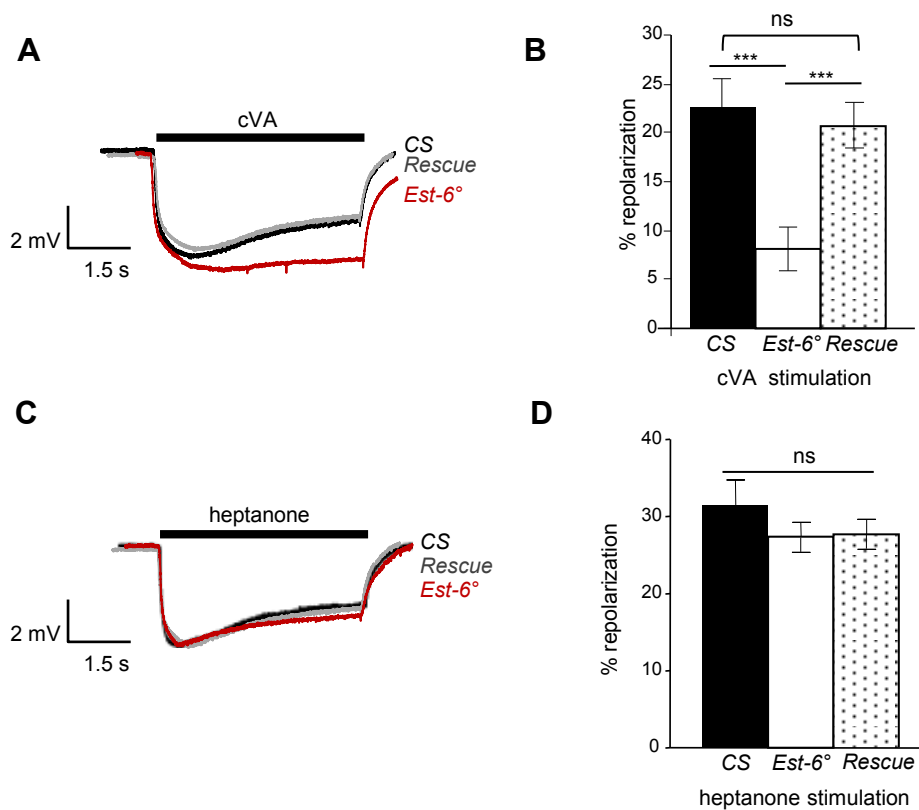 A
cVA
CS
Rescue
Est-6°
2 mV
1.5 s
B
ns
*** ***
% repolarization
30
25
20
15
10
5
0
CS Est-6° Rescue
cVA stimulation
C
heptanone
CS
Rescue
Est-6°
2 mV
1.5 s
D
ns
% repolarization
40
30
20
10
0
CS Est-6° Rescue
heptanone stimulation